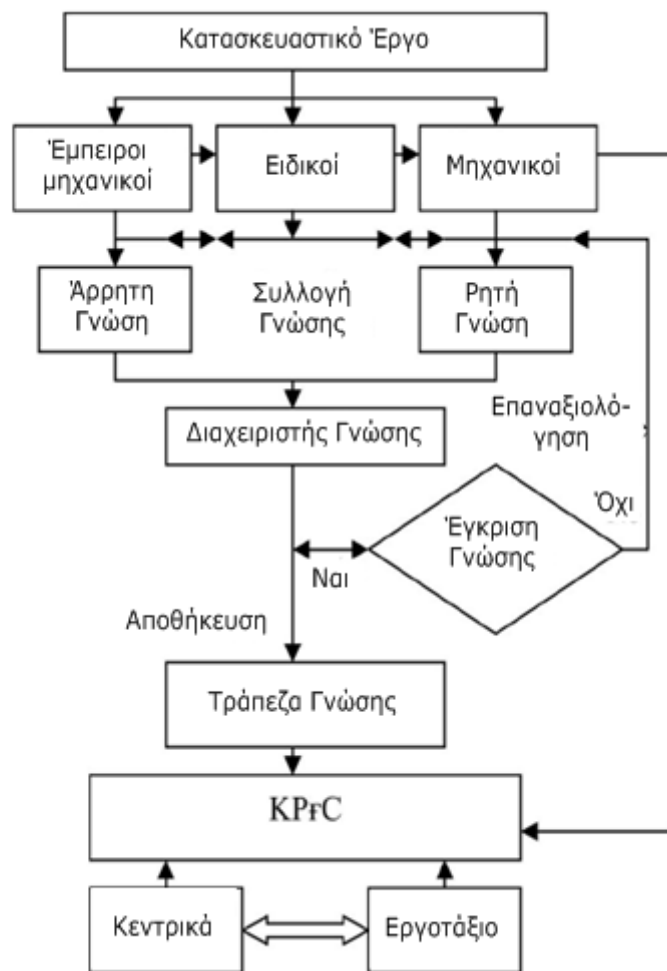 Κατασκευαστικό Έργο
Έμπειροι
μηχανικοί
Ειδικοί
Μηχανικοί
Άρρητη
Γνώση
Συλλογή
Γνώσης
Ρητή
Γνώση
Διαχειριστής Γνώσης
Επαναξιολό-
γηση
Όχι
Έγκριση
Γνώσης
Ναι
Αποθήκευση
Τράπεζα Γνώσης
KPfC
Κεντρικά
Εργοτάξιο